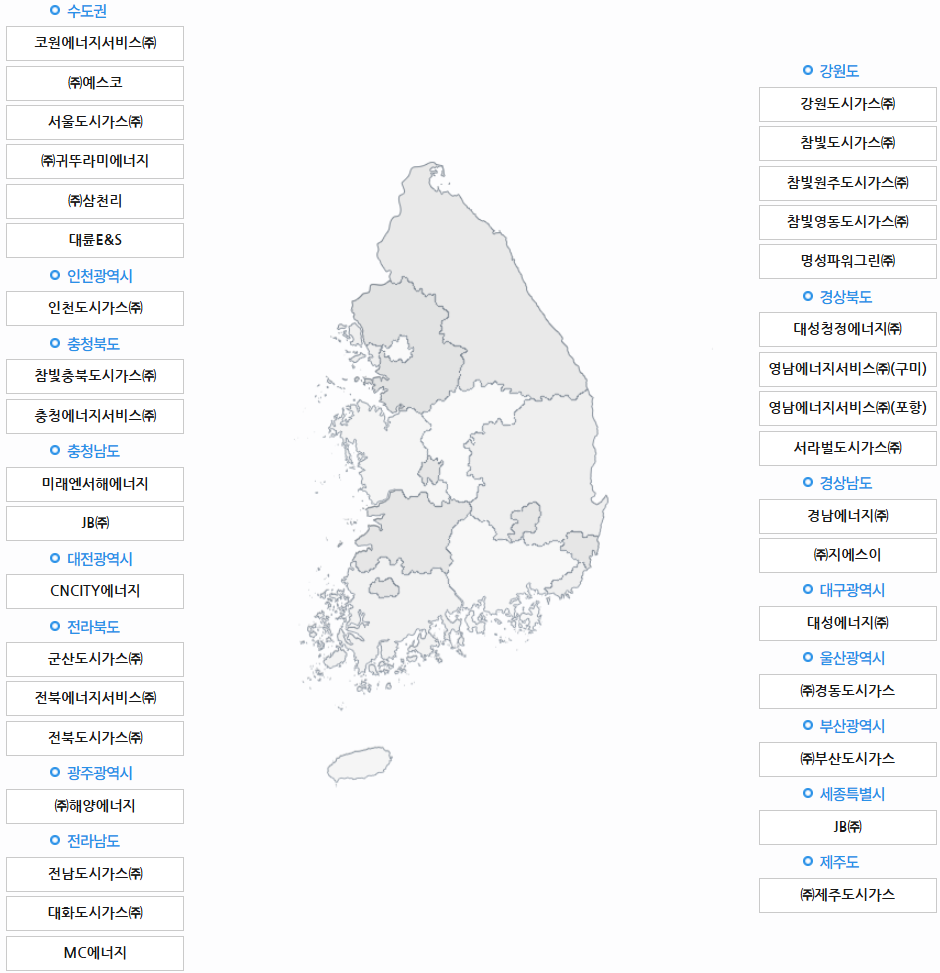 수도권
코원에너지서비스㈜
㈜예스코
서울도시가스㈜
㈜귀뚜라미에너지
㈜삼천리
대륜E&S
인천광역시
인천도시가스㈜
충청북도
참빛충북도시가스㈜
충청에너지서비스㈜
충청남도
미래엔서해에너지
JB㈜
대전광역시
CNCITY에너지
전라북도
군산도시가스㈜
전북에너지서비스㈜
전북도시가스㈜
광주광역시
㈜해양에너지
전라남도
전남도시가스㈜
대화도시가스㈜
MC에너지
강원도
강원도시가스㈜
참빛도시가스㈜
참빛원주도시가스㈜
참빛영동도시가스㈜
명성파워그린㈜
경상북도
대성청정에너지㈜
영남에너지서비스㈜(구미)
영남에너지서비스㈜(포항)
서라벌도시가스㈜
경상남도
경남에너지㈜
㈜지에스이
대구광역시
대성에너지㈜
울산광역시
㈜경동도시가스
부산광역시
㈜부산도시가스
세종특별시
JB㈜
제주도
㈜제주도시가스